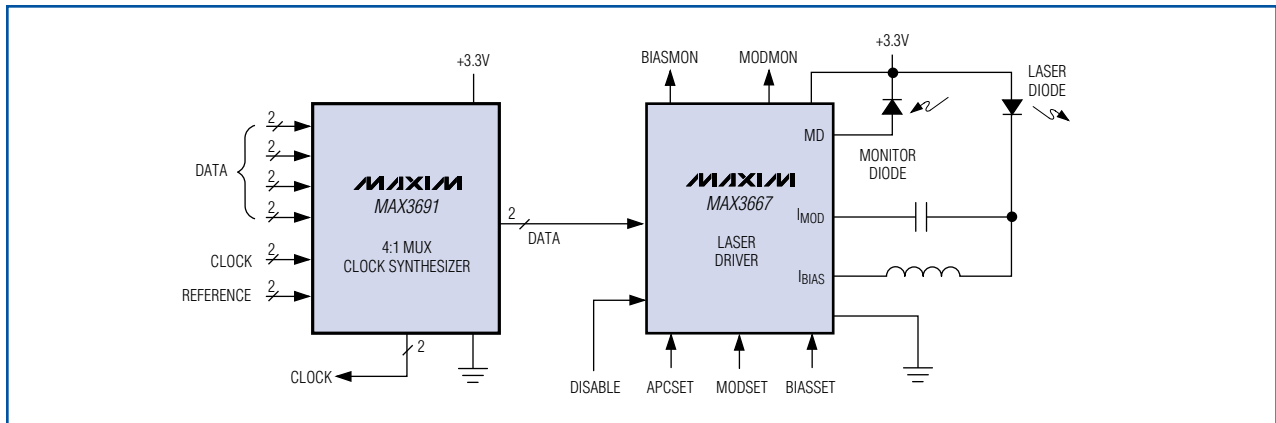 +3.3V
2
2
2
2
DATA
MAXIM
MAX3691
4:1 MUX
CLOCK SYNTHESIZER
CLOCK
2
REFERENCE
2
2
CLOCK
2
DATA
BIASMON
MODMON
+3.3V
LASER
DIODE
MD
MONITOR
DIODE
MAXIM
MAX3667
LASER
DRIVER
IMOD
IBIAS
DISABLE
APCSET
MODSET
BIASSET